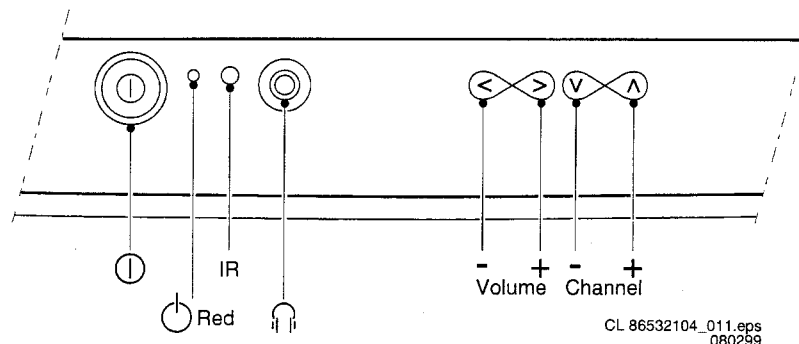 < > V Λ
IR
- + - +
Volume Channel
Red
CL 86532104_011.eps
080299